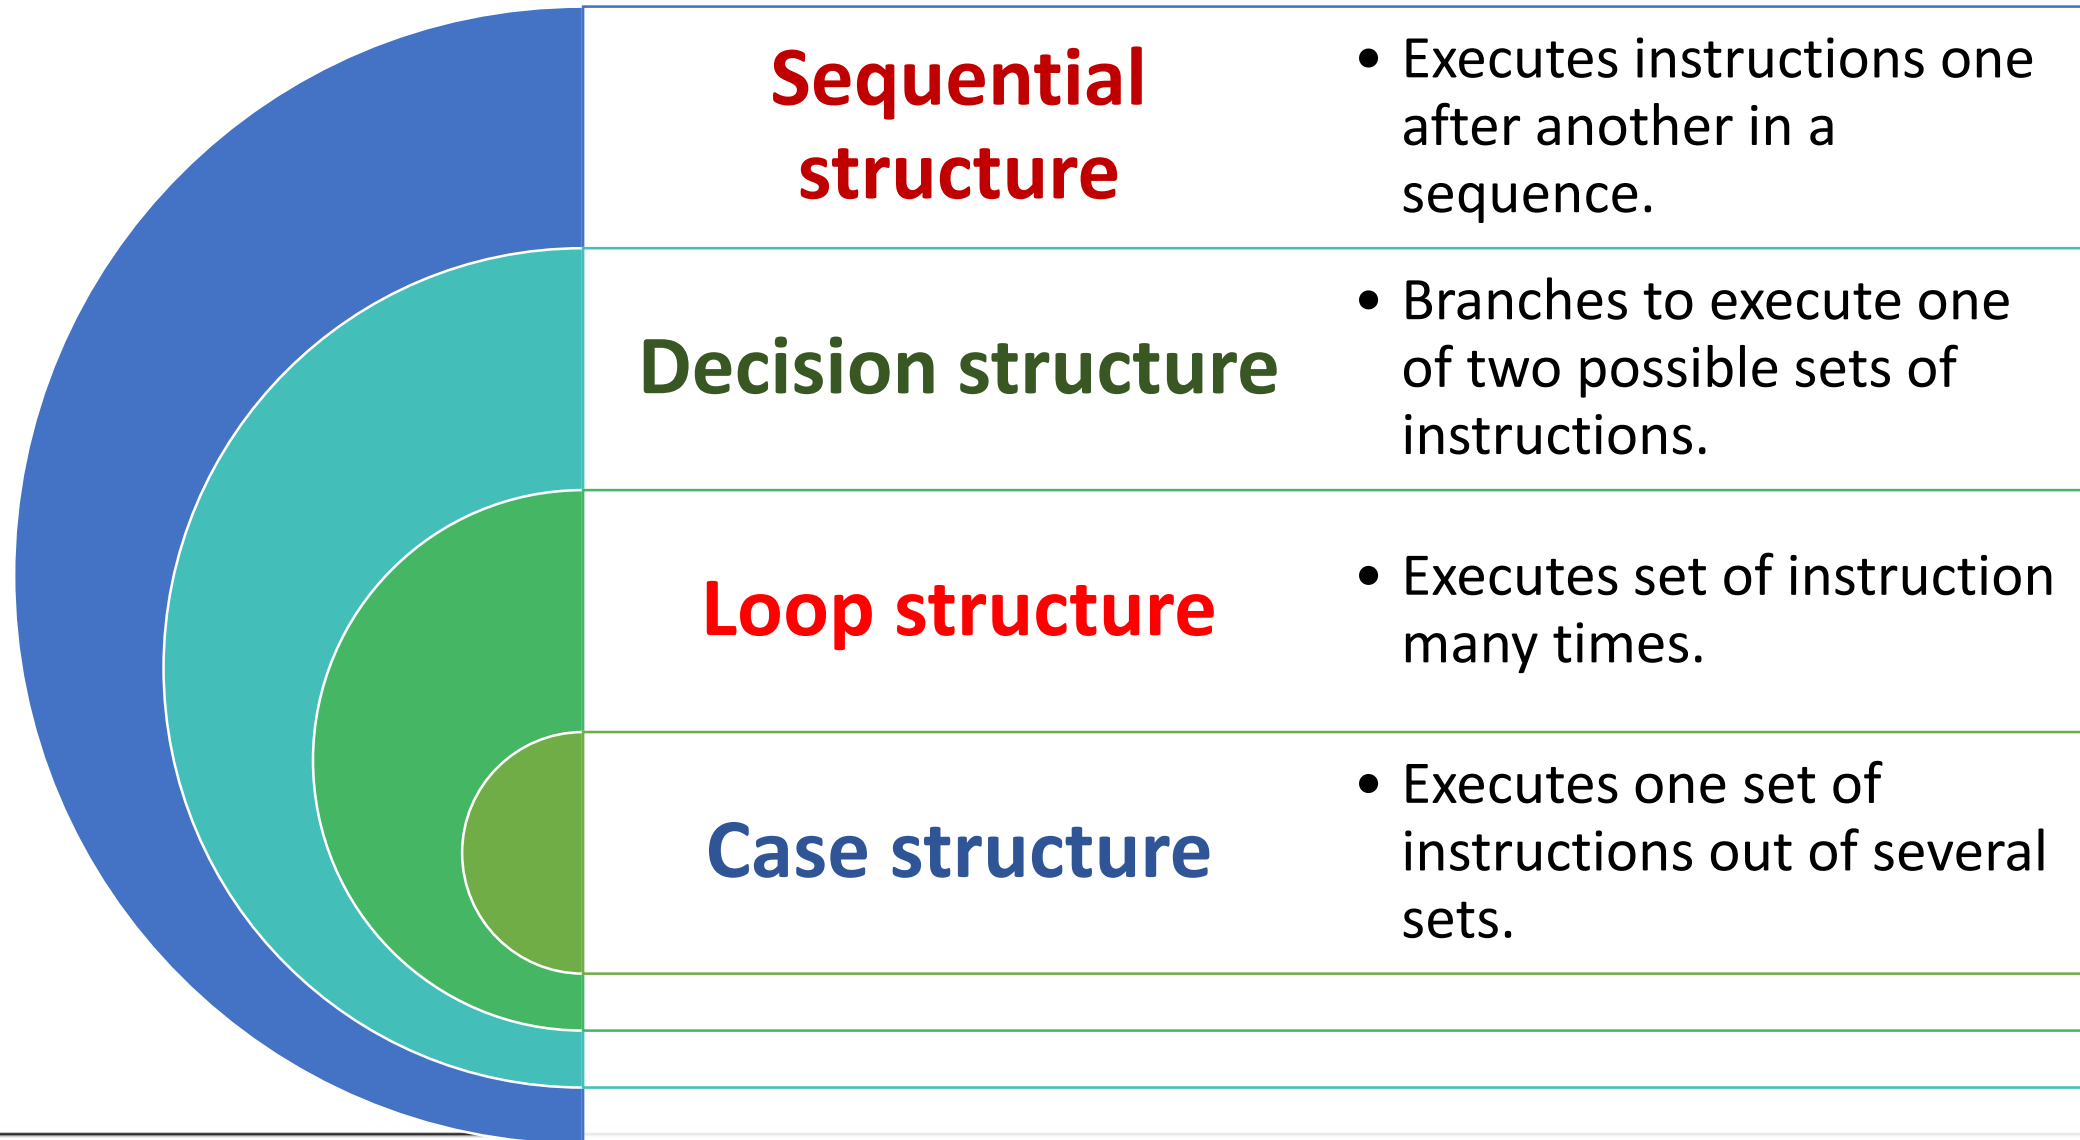 Sequential
structure
• Executes instructions one
after another in a
sequence.
Decision structure
• Branches to execute one
of two possible sets of
instructions.
Loop structure
• Executes set of instruction
many times.
Case structure
• Executes one set of
instructions out of several
sets.